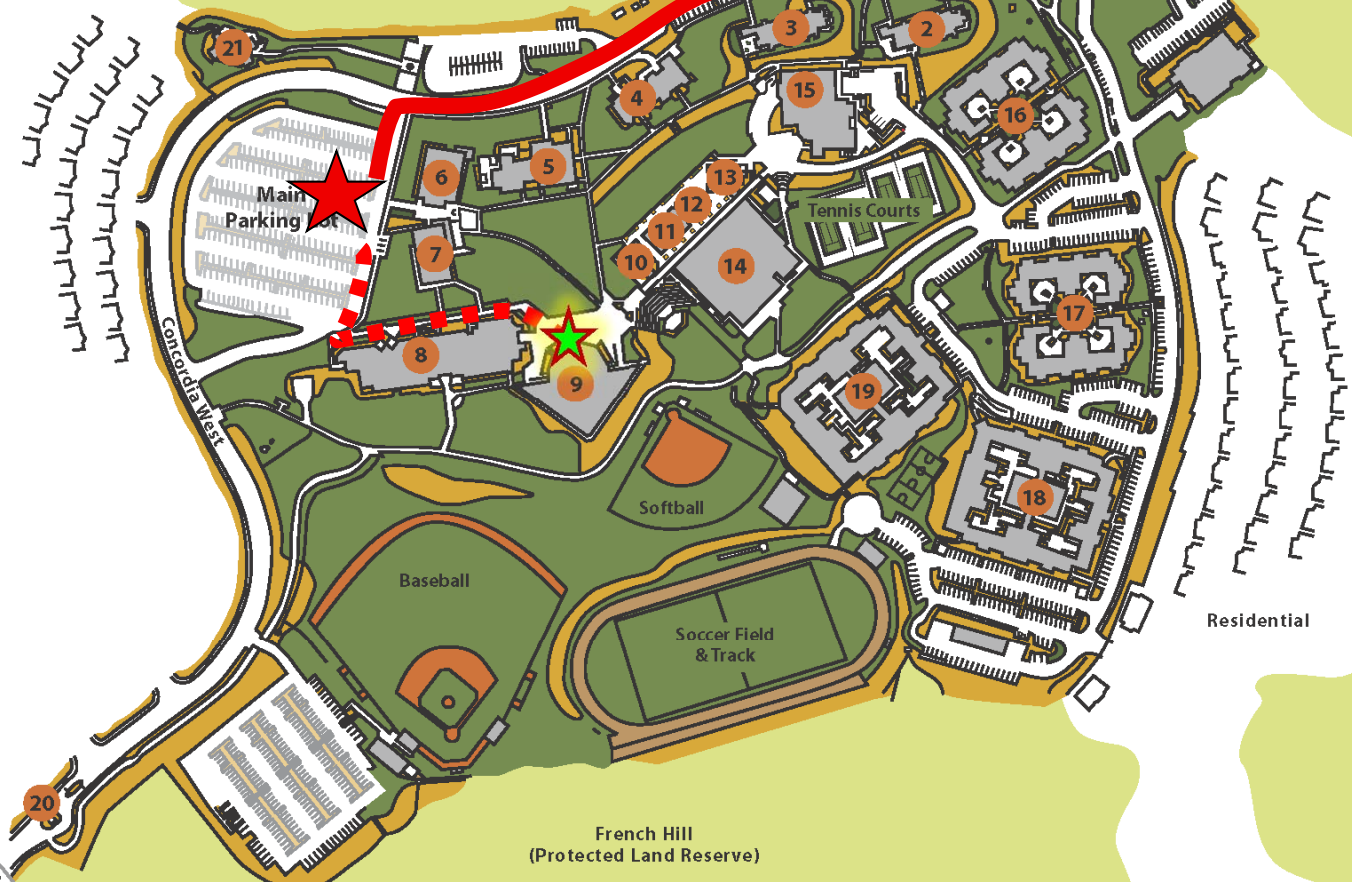 3
2
21
4
15
16
5
6
13
Main
Parking
12
Tennis Courts
11
7
10
14
17
8
9
19
Concordia West
18
Softball
Baseball
Residential
Soccer Field
& Track
20
French Hill
(Protected Land Reserve)